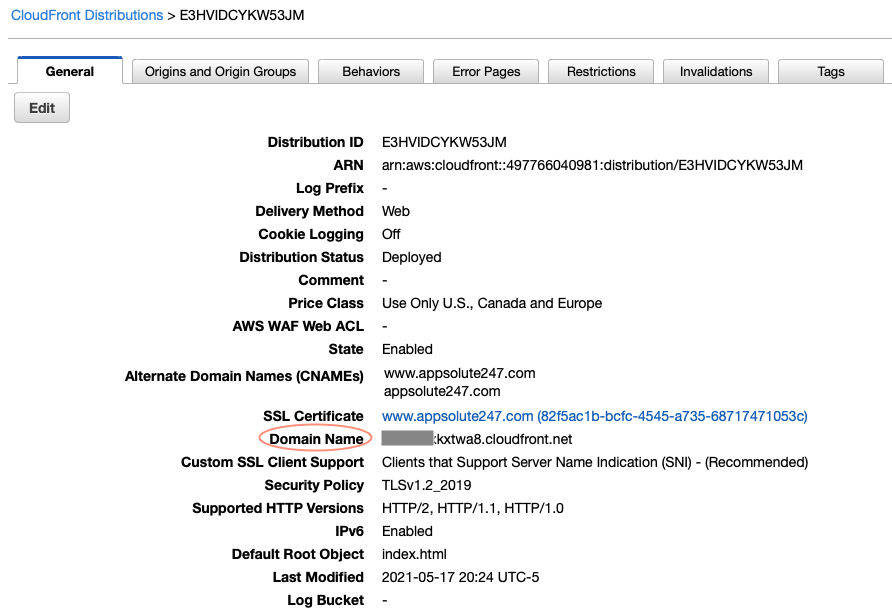 CloudFront Distributions > E3HVIDCYKW53JM
General Origins and Origin Groups Behaviors Error Pages Restrictions Invalidations Tags
Edit
Distribution ID E3HVIDCYKW53JM
ARN arn:aws:cloudfront::497766040981:distribution/E3HVIDCYKW53JM
Log Prefix -
Delivery Method Web
Cookie Logging Off
Distribution Status Deployed
Comment -
Price Class Use Only U.S., Canada and Europe
AWS WAF Web ACL -
State Enabled
Alternate Domain Names (CNAMEs) www.appsolute247.com
appsolute247.com
SSL Certificate www.appsolute247.com (82f5ac1b-bcfc-4545-a735-68717471053c)
Domain Name kxtwa8.cloudfront.net
Custom SSL Client Support Clients that Support Server Name Indication (SNI) - (Recommended)
Security Policy TLSv1.2_2019
Supported HTTP Versions HTTP/2, HTTP/1.1, HTTP/1.0
IPv6 Enabled
Default Root Object index.html
Last Modified 2021-05-17 20:24 UTC-5
Log Bucket -